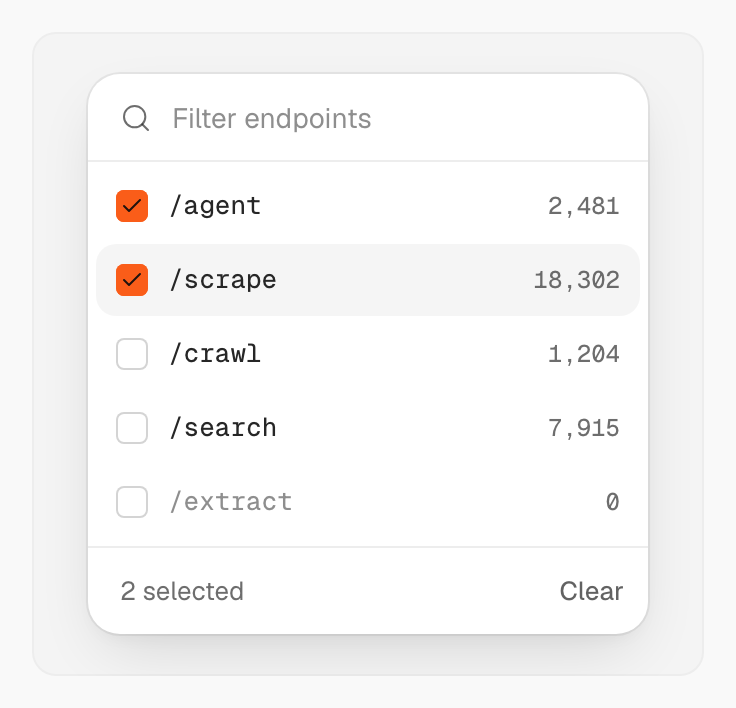 Filter endpoints
/agent 2,481
/scrape 18,302
/crawl 1,204
/search 7,915
/extract 0
2 selected Clear